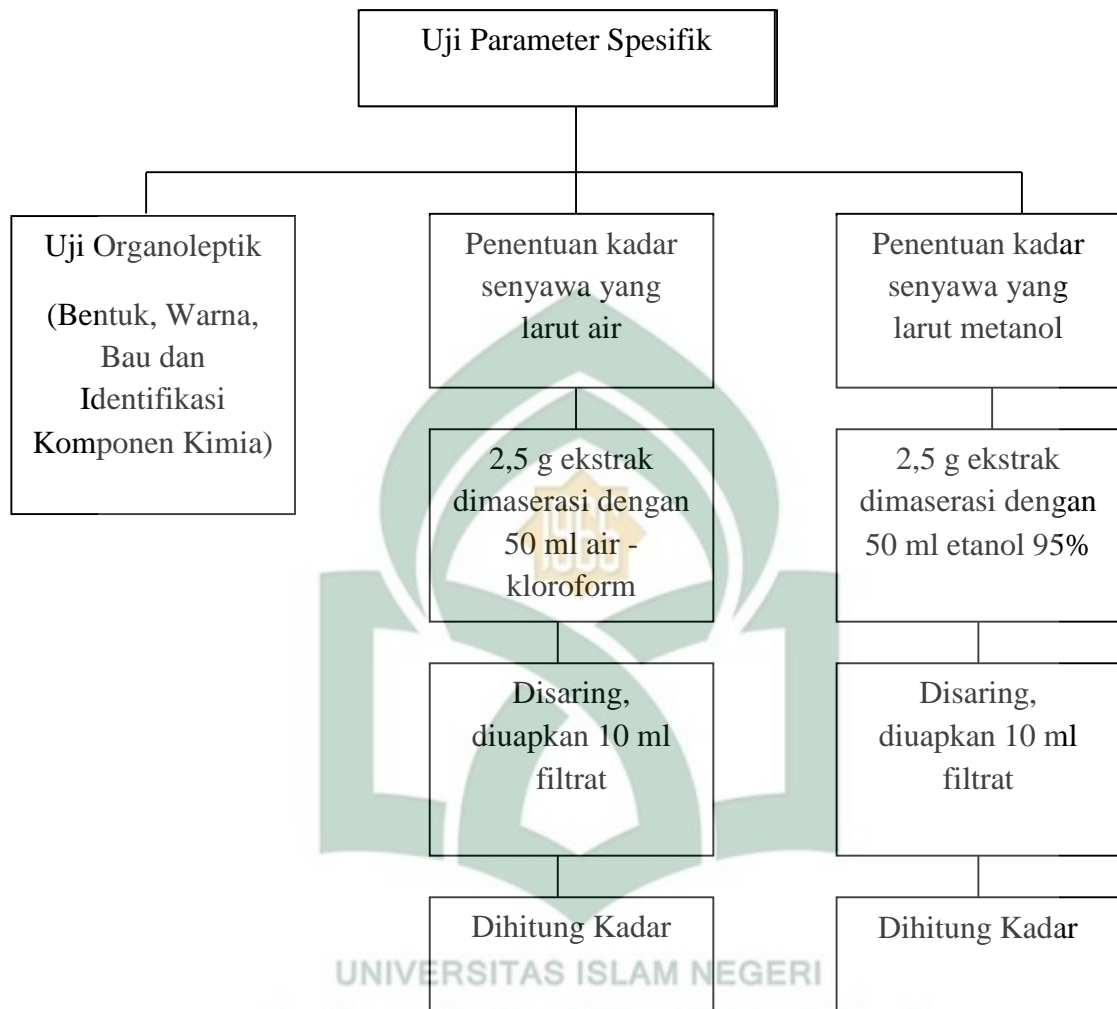 Uji Parameter Spesifik
Uji Organoleptik
(Bentuk, Warna,
Bau dan
Identifikasi
Komponen Kimia)
Penentuan kadar
senyawa yang
larut air
2,5 g ekstrak
dimaserasi dengan
50 ml air -
kloroform
Disaring,
diuapkan 10 ml
filtrat
Dihitung Kadar
Penentuan kadar
senyawa yang
larut metanol
2,5 g ekstrak
dimaserasi dengan
50 ml etanol 95%
Disaring,
diuapkan 10 ml
filtrat
Dihitung Kadar
1965
UNIVERSITAS ISLAM NEGERI